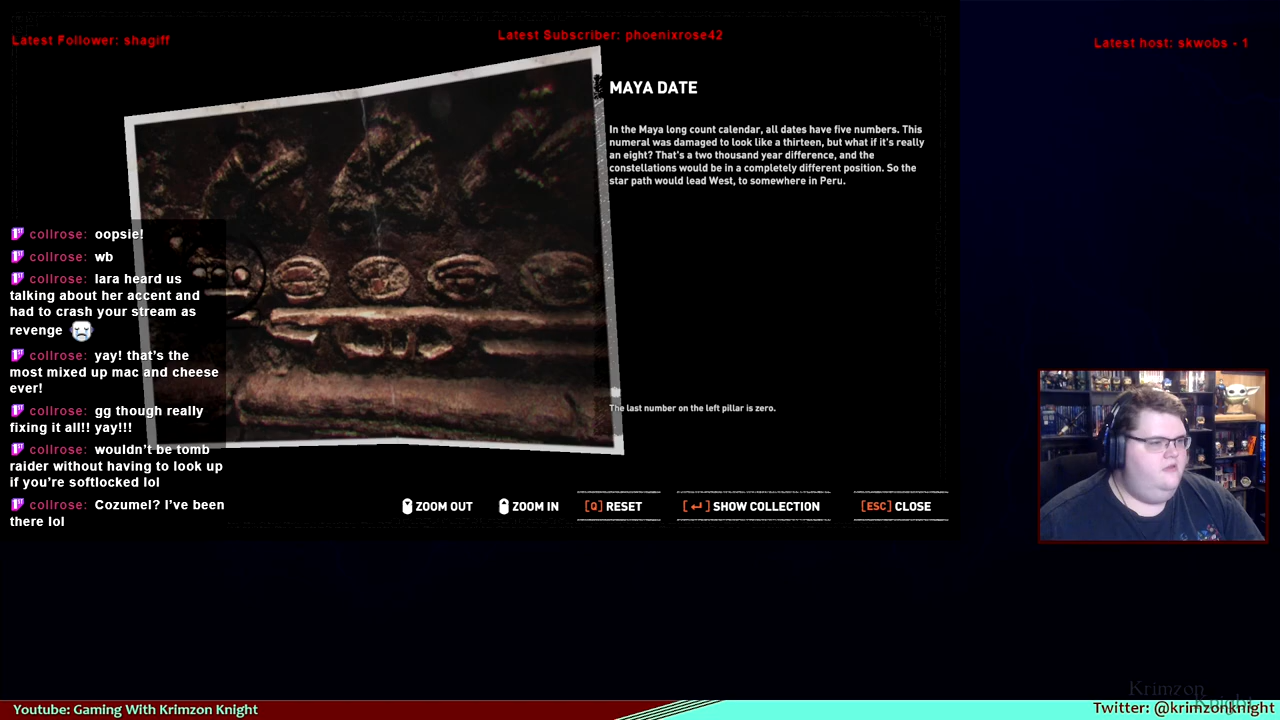 Latest Follower: shagiff
Latest Subscriber: phoenixrose42
Latest host: skwobs - 1
MAYA DATE
In the Maya long count calendar, all dates have five numbers. This
numeral was damaged to look like a thirteen, but what if it's really
an eight? That's a two thousand year difference, and the
constellations would be in a completely different position. So the
star path would lead West, to somewhere in Peru.
The last number on the left pillar is zero.
collrose: oopsie!
collrose: wb
collrose: lara heard us
talking about her accent and
had to crash your stream as
revenge
collrose: yay! that's the
most mixed up mac and cheese
ever!
collrose: gg though really
fixing it all!! yay!!!
collrose: wouldn't be tomb
raider without having to look up
if you're softlocked lol
collrose: Cozumel? I've been
there lol
ZOOM OUT
ZOOM IN
[Q] RESET
[↵] SHOW COLLECTION
[ESC] CLOSE
Krimzon
Knight
Youtube: Gaming With Krimzon Knight
Twitter: @krimzonknight